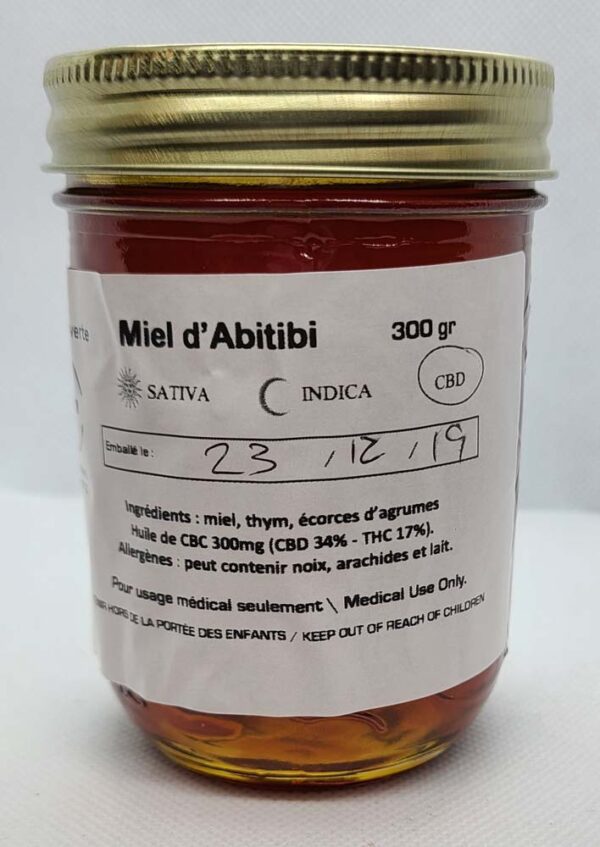 verte
Miel d'Abitibi 300 gr
SATIVA INDICA CBD
Emballé le : 23 / 12 / 19
Ingrédients : miel, thym, écorces d'agrumes
Huile de CBC 300mg (CBD 34% - THC 17%).
Allergènes : peut contenir noix, arachides et lait.
Pour usage médical seulement \ Medical Use Only.
HORS DE LA PORTÉE DES ENFANTS / KEEP OUT OF REACH OF CHILDREN